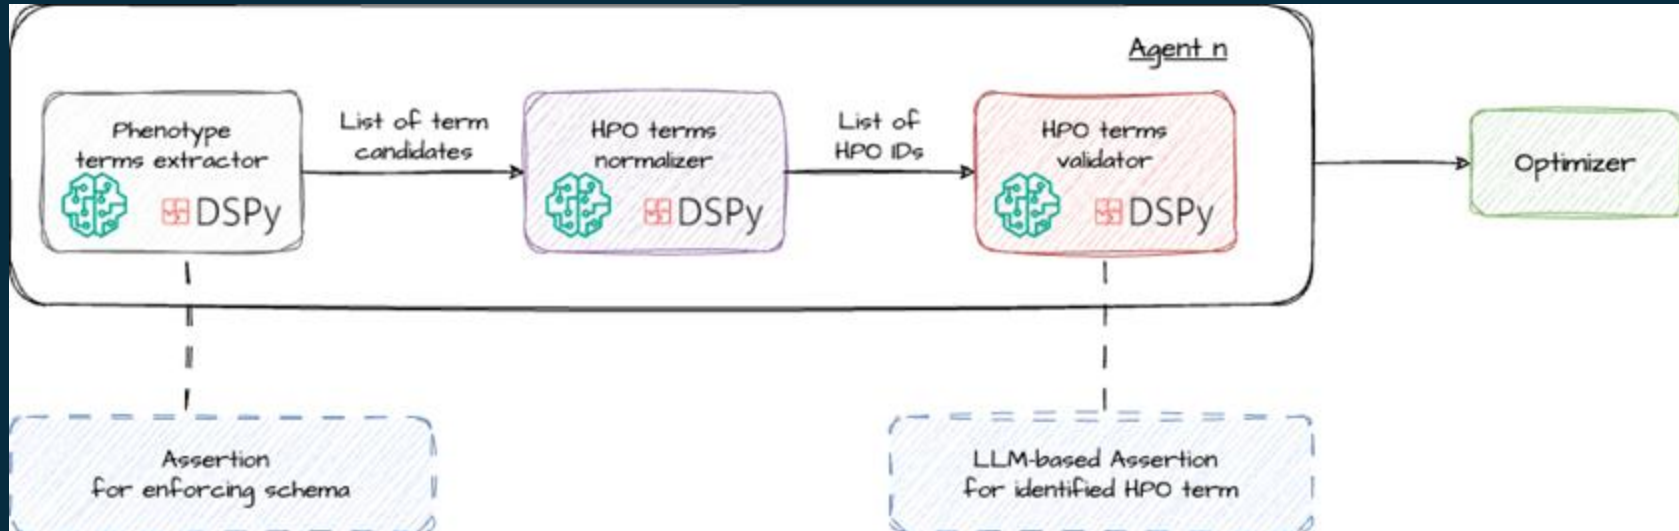 Agent n
Phenotype
terms extractor
DSPy
List of term
candidates
HPO terms
normalizer
DSPy
List of
HPO IDs
HPO terms
validator
DSPy
Optimizer
Assertion
for enforcing schema
LLM-based Assertion
for identified HPO term